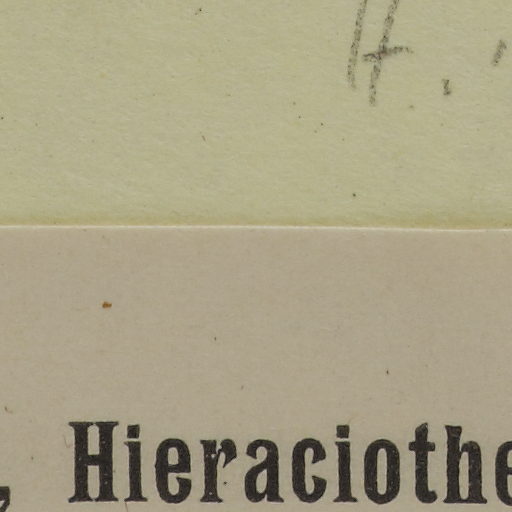 H.
, Hieraciothe